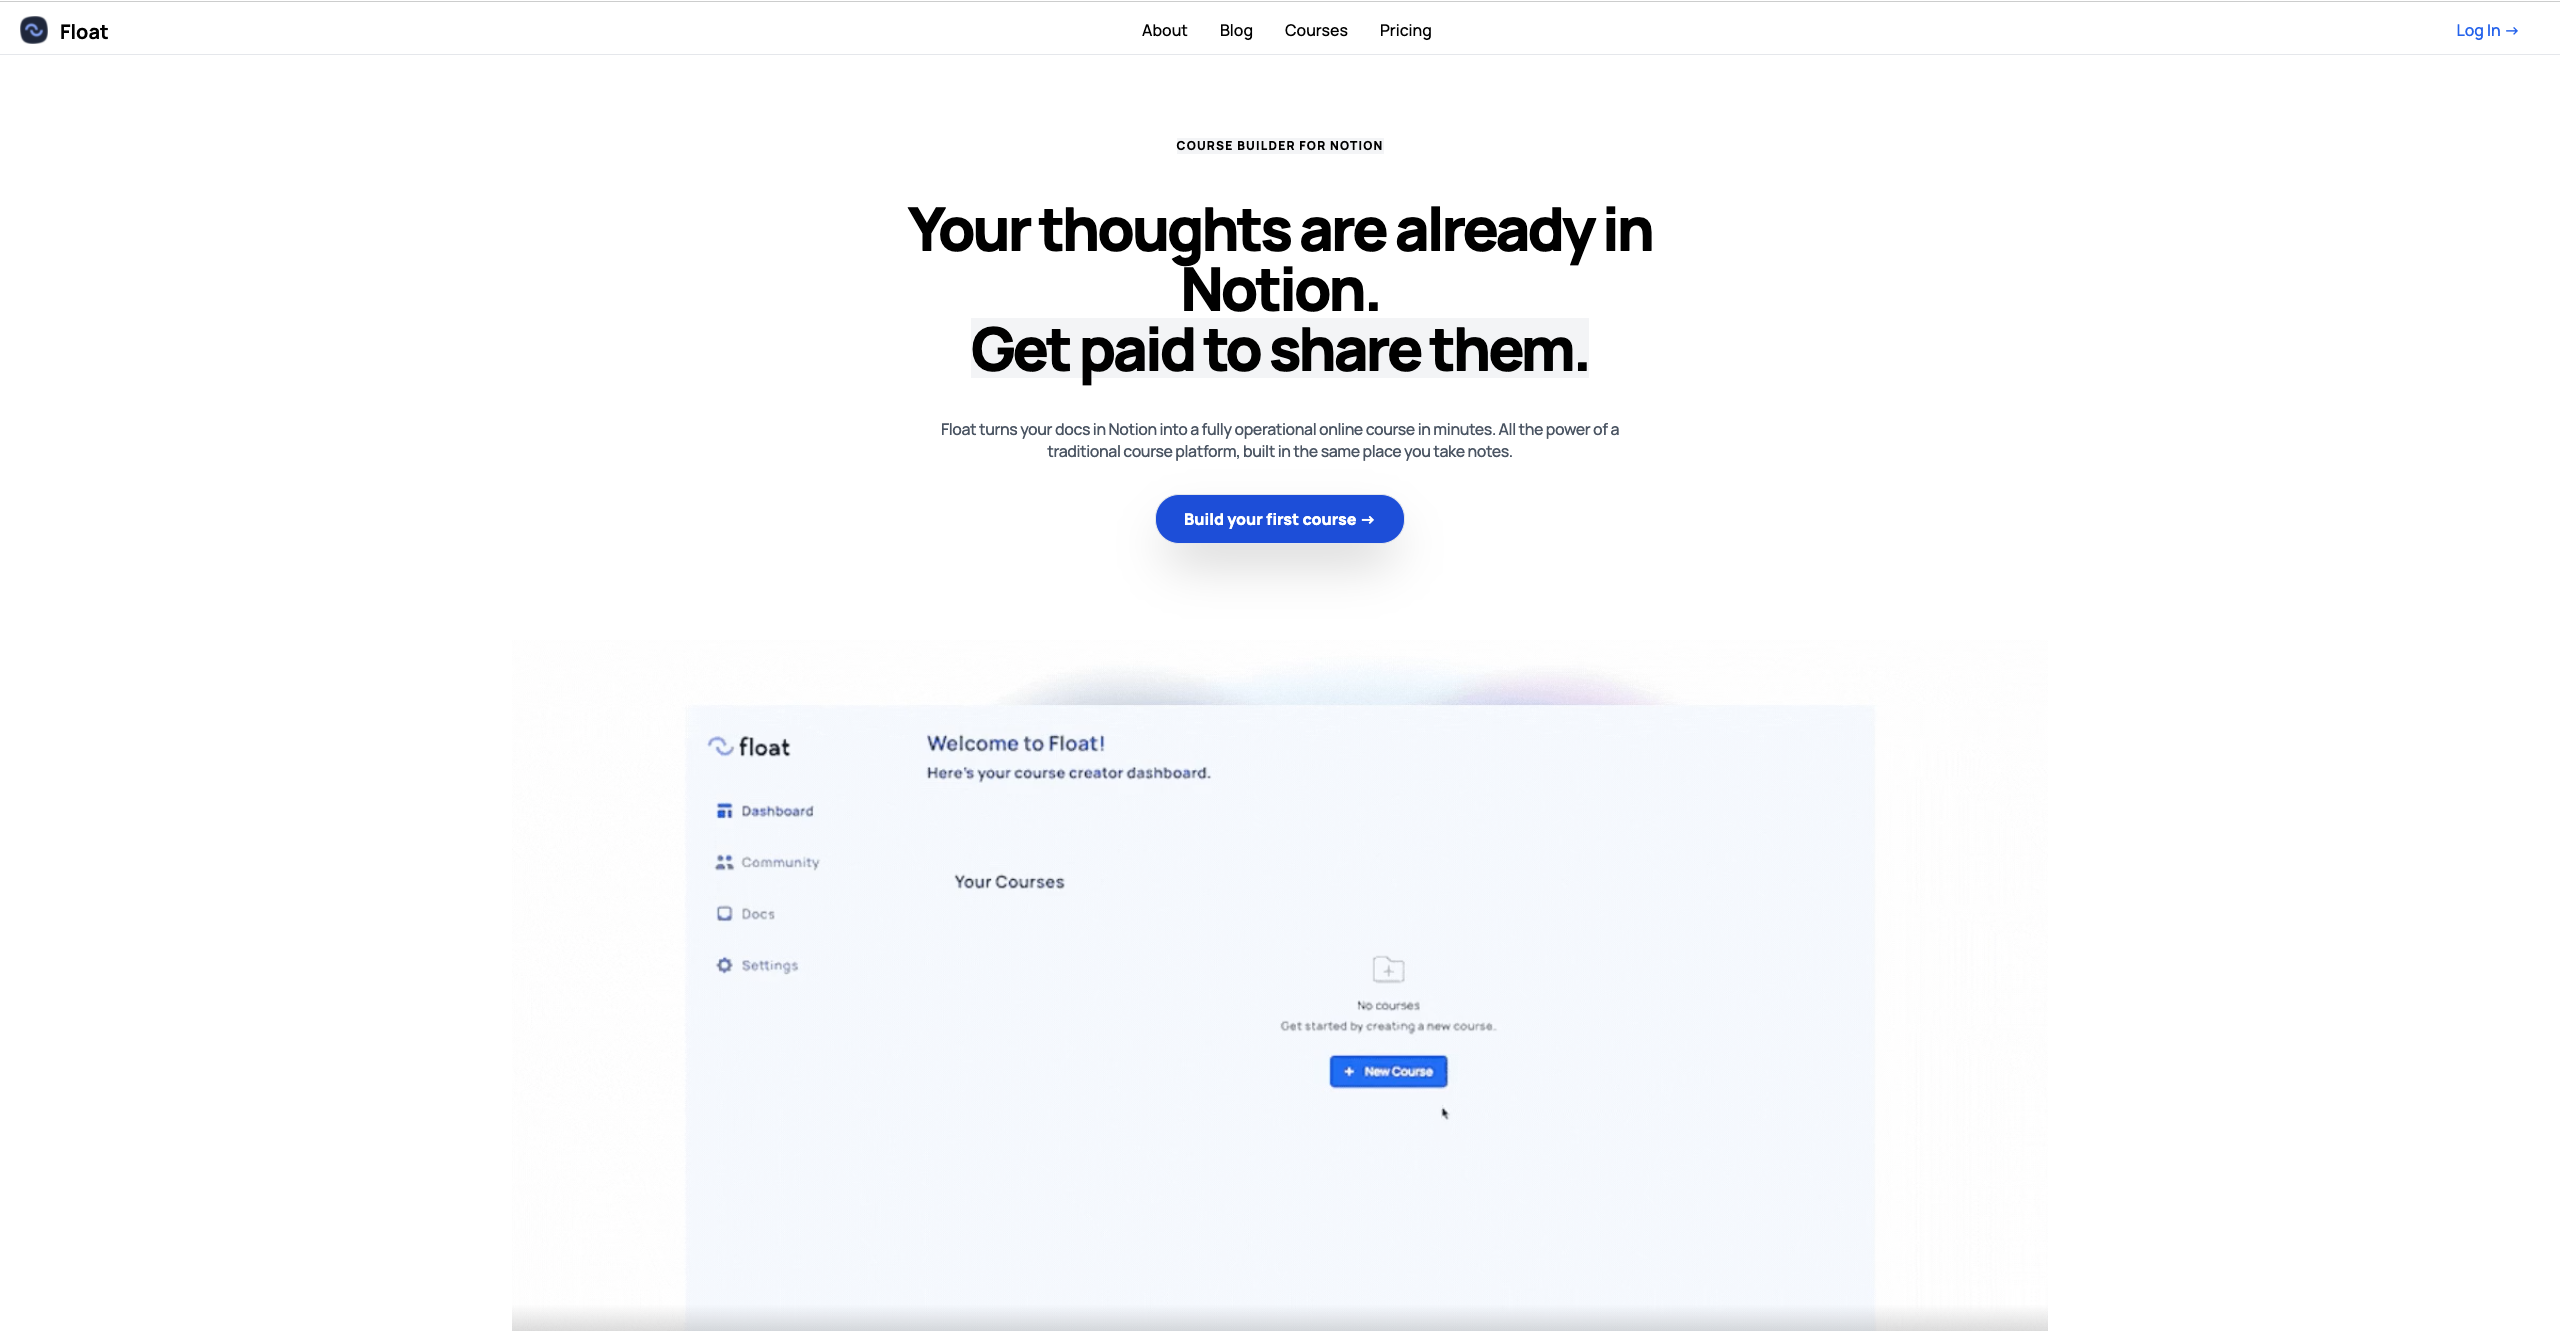 Float
About Blog Courses Pricing
Log In →
COURSE BUILDER FOR NOTION
Your thoughts are already in
Notion.
Get paid to share them.
Float turns your docs in Notion into a fully operational online course in minutes. All the power of a
traditional course platform, built in the same place you take notes.
Build your first course →
float
Dashboard
Community
Docs
Settings
Welcome to Float!
Here's your course creator dashboard.
Your Courses
No courses
Get started by creating a new course.
+ New Course